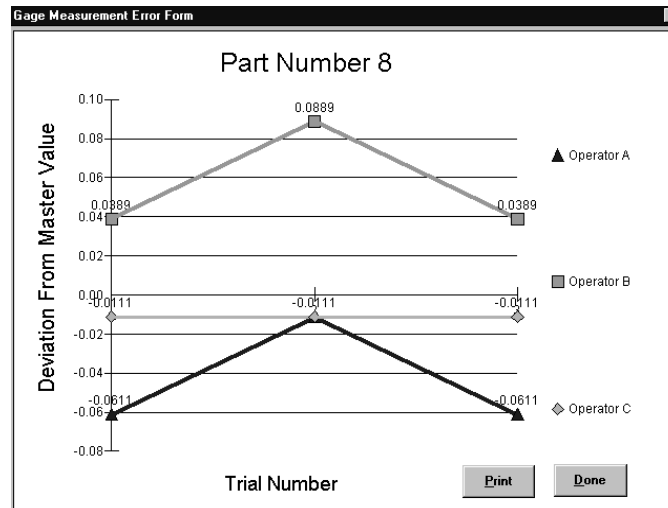 Gage Measurement Error Form
Part Number 8
Deviation From Master Value
0.10
0.08
0.06
0.04
0.02
0.00
-0.02
-0.04
-0.06
-0.08
0.0389
0.0889
0.0389
-0.0111
-0.0111
-0.0111
-0.0611
-0.0611
Operator A
Operator B
Operator C
Trial Number
Print
Done